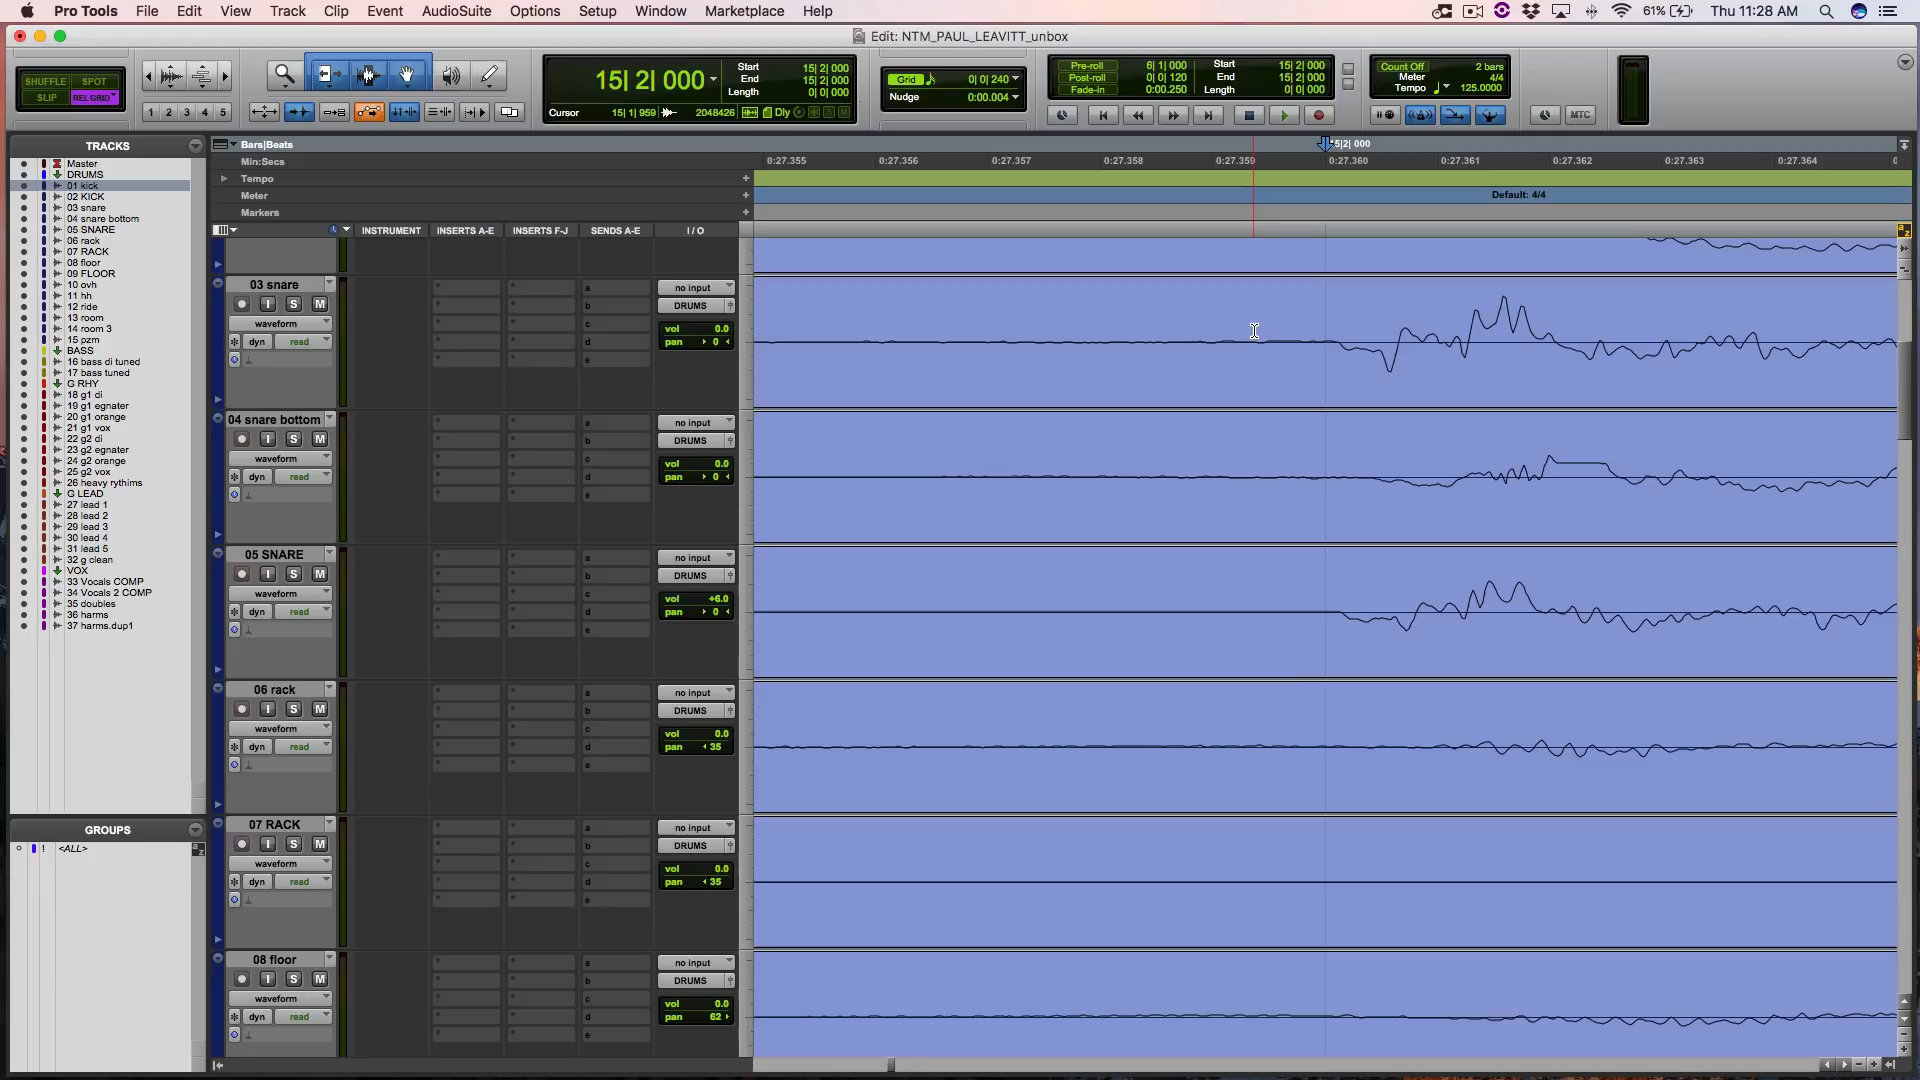 Pro Tools File Edit View Track Clip Event AudioSuite Options Setup Window Marketplace Help 61% Thu 11:28 AM
Edit: NTM_PAUL_LEAVITT_unbox
SHUFFLE SPOT
SLIP REL GRID
1 2 3 4 5
15| 2| 000
Start 15| 2| 000
End 15| 2| 000
Length 0| 0| 000
Cursor 15| 1| 959 2048426 Dly
Grid 0| 0| 240
Nudge 0:00.004
Pre-roll 6| 1| 000
Post-roll 0| 0| 120
Fade-in 0:00.250
Start 15| 2| 000
End 15| 2| 000
Length 0| 0| 000
Count Off 2 bars
Meter 4/4
Tempo 125.0000
MTC
TRACKS
Master
DRUMS
01 kick
02 KICK
03 snare
04 snare bottom
05 SNARE
06 rack
07 RACK
08 floor
09 FLOOR
10 ovh
11 hh
12 ride
13 room
14 room 3
15 pzm
BASS
16 bass di tuned
17 bass tuned
G RHY
18 g1 di
19 g1 egnater
20 g1 orange
21 g1 vox
22 g2 di
23 g2 egnater
24 g2 orange
25 g2 vox
26 heavy rythims
G LEAD
27 lead 1
28 lead 2
29 lead 3
30 lead 4
31 lead 5
32 g clean
VOX
33 Vocals COMP
34 Vocals 2 COMP
35 doubles
36 harms
37 harms.dup1
GROUPS
! <ALL>
Bars|Beats 5|2| 000
Min:Secs 0:27.355 0:27.356 0:27.357 0:27.358 0:27.359 0:27.360 0:27.361 0:27.362 0:27.363 0:27.364 0
Tempo
Meter Default: 4/4
Markers
INSTRUMENT INSERTS A-E INSERTS F-J SENDS A-E I / O
03 snare
I S M
waveform
dyn read
a b c d e
no input
DRUMS
vol 0.0
pan 0
04 snare bottom
I S M
waveform
dyn read
a b c d e
no input
DRUMS
vol 0.0
pan 0
05 SNARE
I S M
waveform
dyn read
a b c d e
no input
DRUMS
vol +6.0
pan 0
06 rack
I S M
waveform
dyn read
a b c d e
no input
DRUMS
vol 0.0
pan 35
07 RACK
I S M
waveform
dyn read
a b c d e
no input
DRUMS
vol 0.0
pan 35
08 floor
I S M
waveform
dyn read
a b c d e
no input
DRUMS
vol 0.0
pan 62